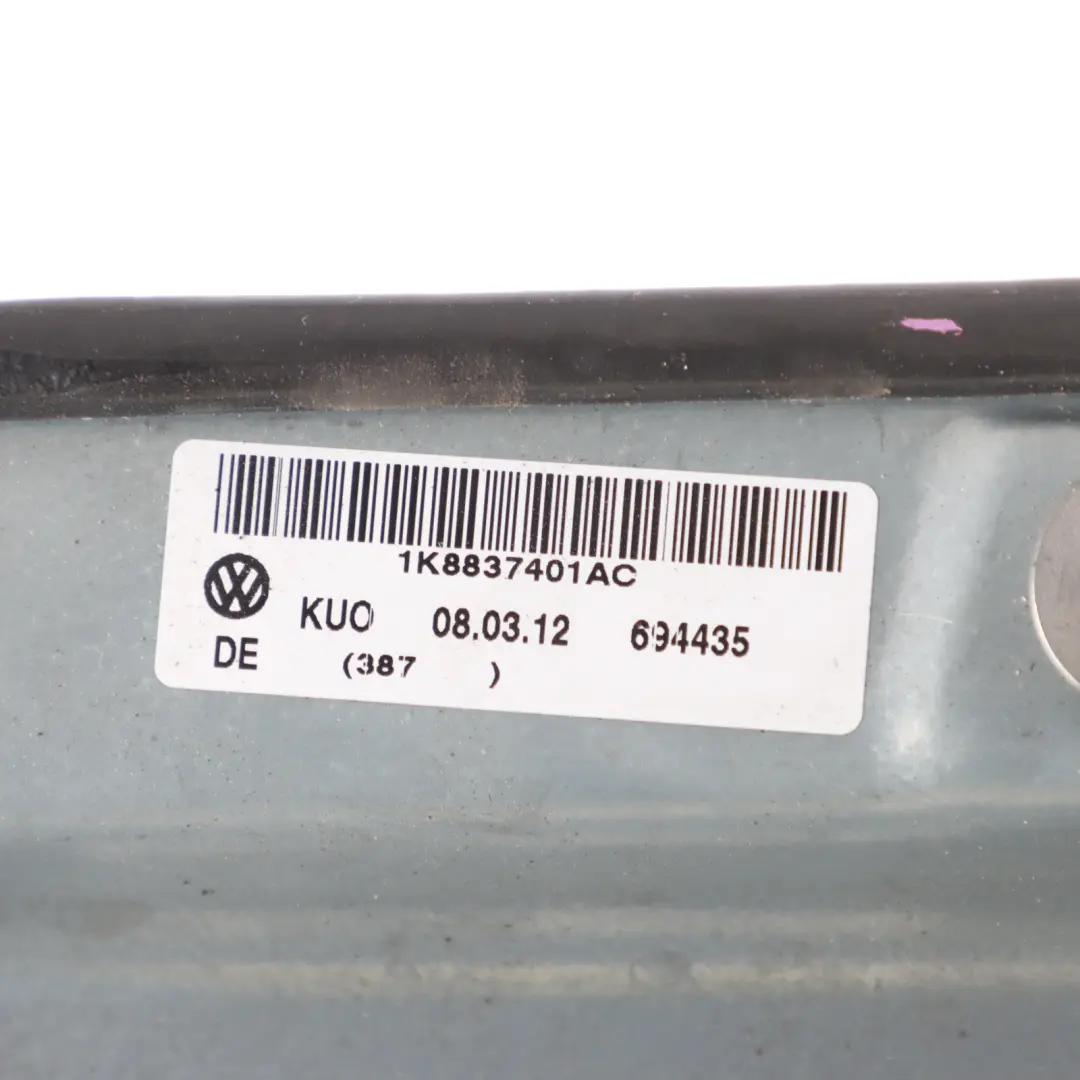 1K8837401AC
KUO 08.03.12 694435
DE (387 )